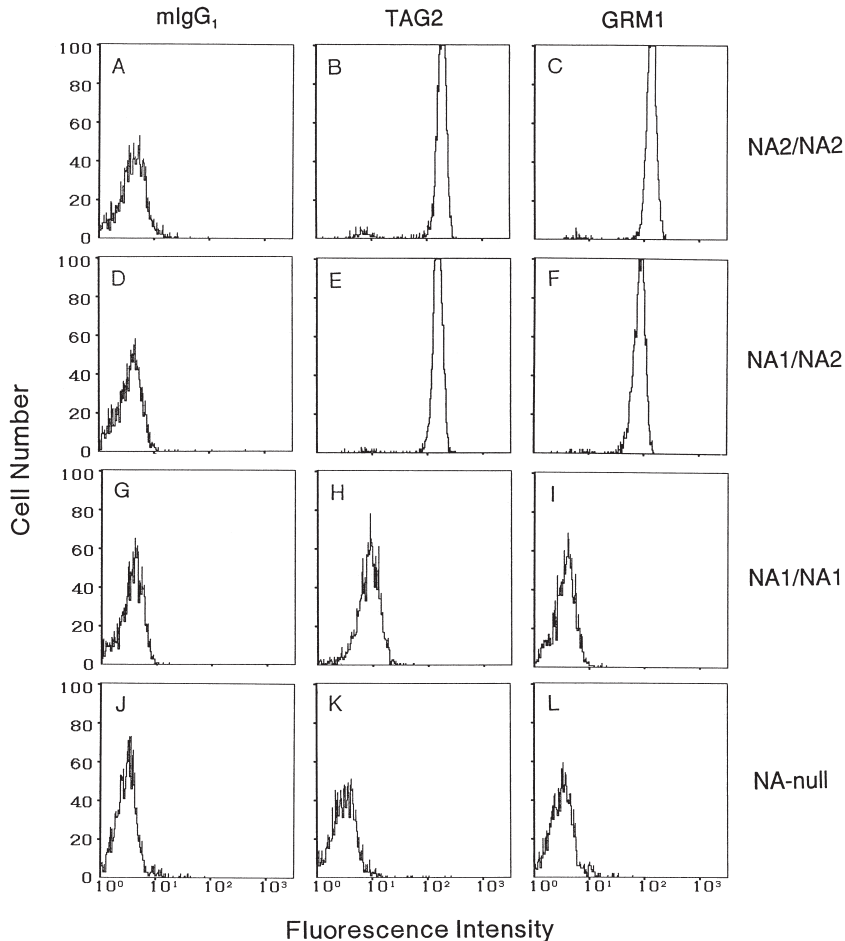 mIgG₁ TAG2 GRM1
100 A B C
80
60 NA2/NA2
40
20
0
100 D E F
80
60 NA1/NA2
40
20
0
100 G H I
80
60 NA1/NA1
40
20
0
100 J K L
80
60 NA-null
40
20
0
10⁰ 10¹ 10² 10³ 10⁰ 10¹ 10² 10³ 10⁰ 10¹ 10² 10³
Cell Number
Fluorescence Intensity